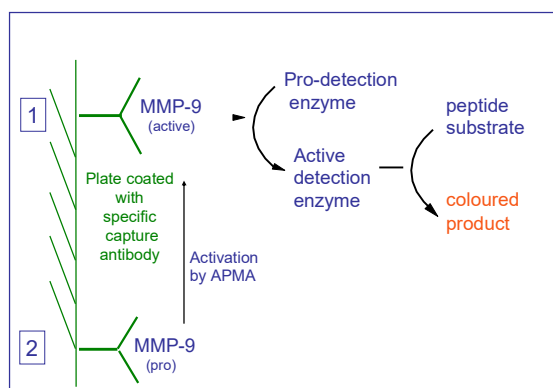 1
MMP-9
(active)
Pro-detection
enzyme
Active
detection
enzyme
peptide
substrate
coloured
product
Plate coated
with
specific
capture
antibody
Activation
by APMA
2
MMP-9
(pro)